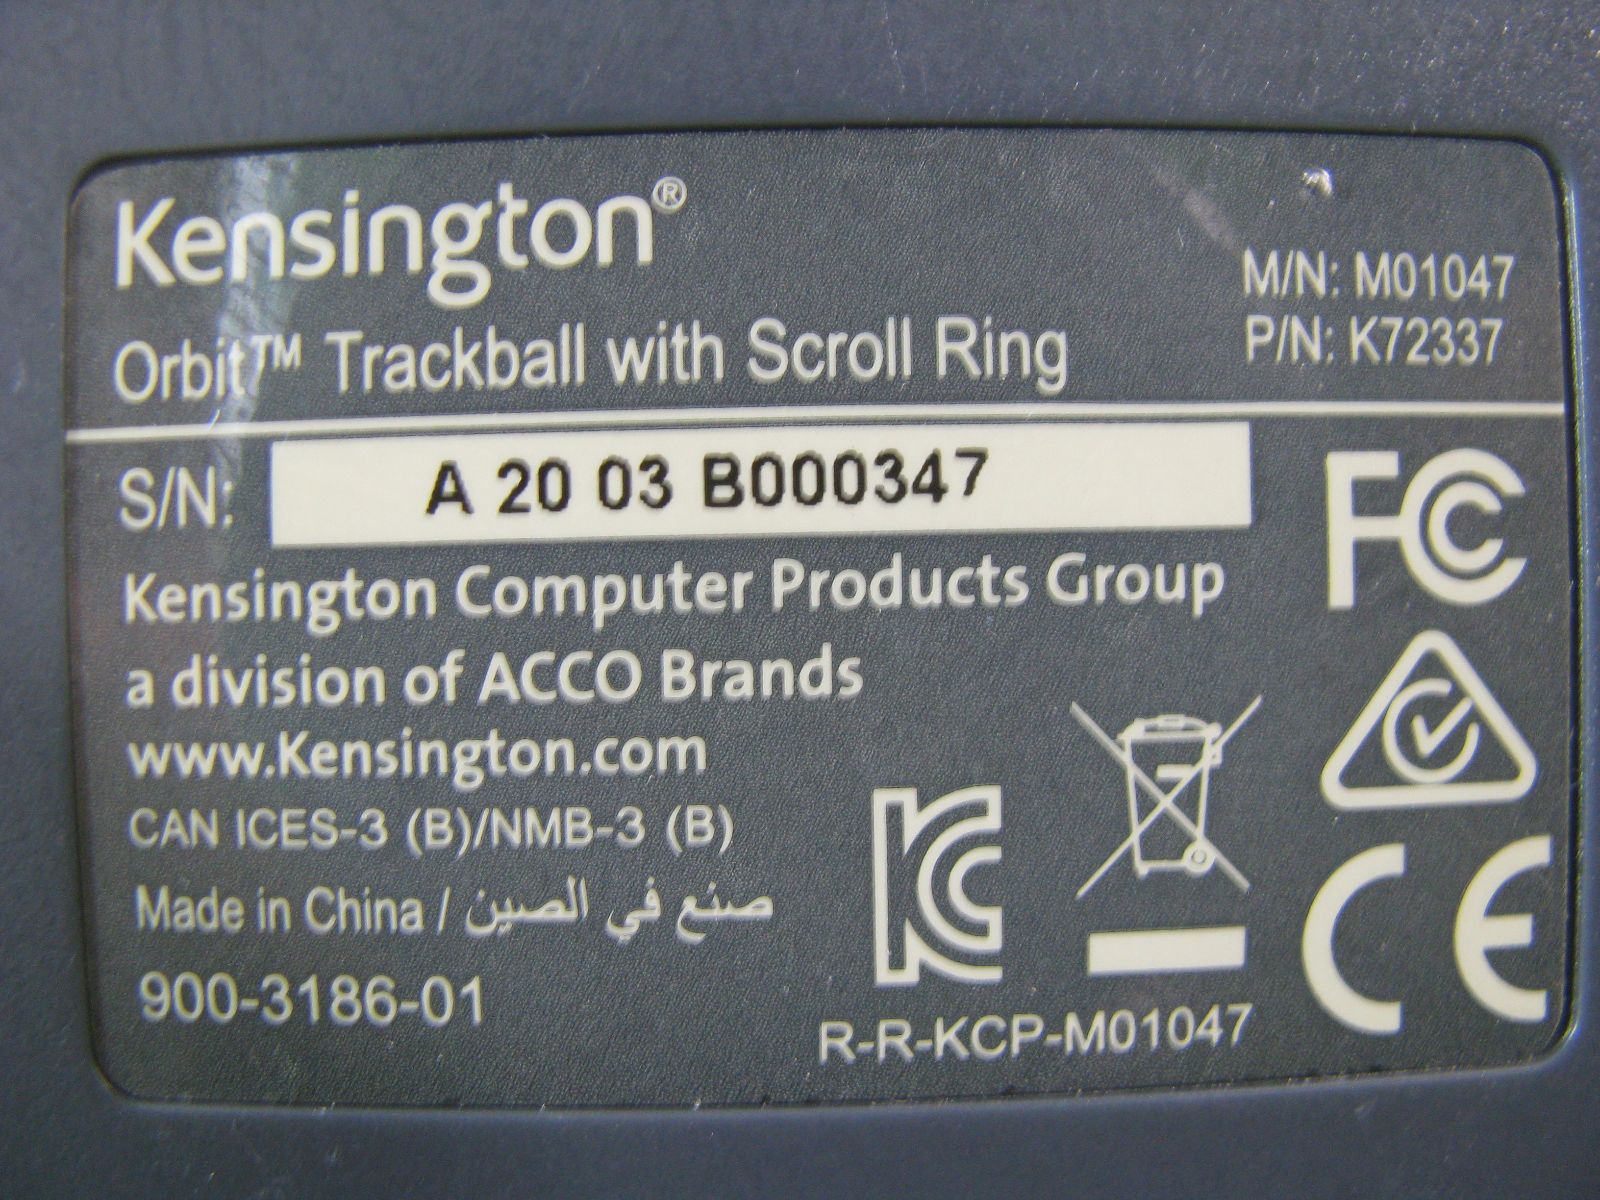 Kensington®
Orbit™ Trackball with Scroll Ring
M/N: M01047
P/N: K72337
S/N: A 20 03 B000347
FC
Kensington Computer Products Group
a division of ACCO Brands
www.Kensington.com
CAN ICES-3 (B)/NMB-3 (B)
Made in China / صنع في الصين
900-3186-01
KC
CE
R-R-KCP-M01047